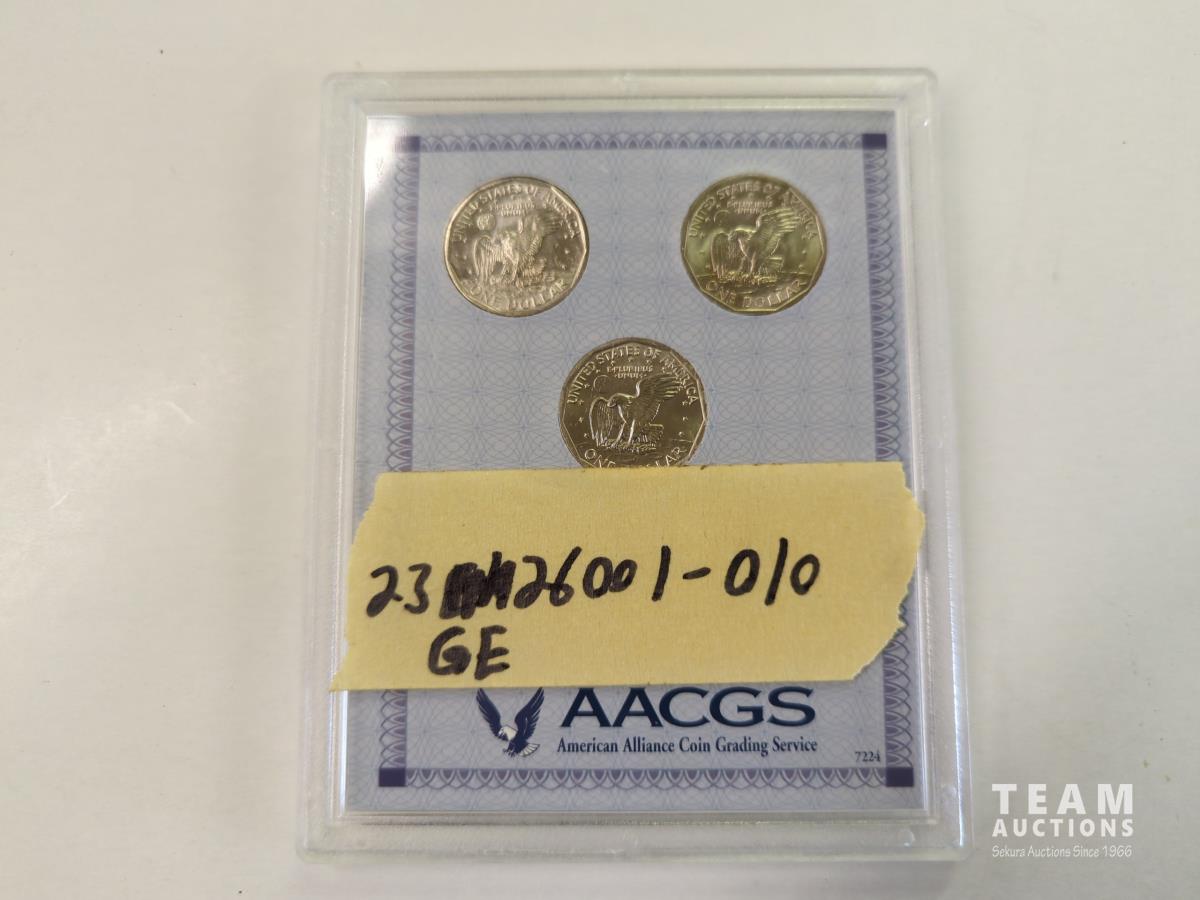 UNITED STATES OF AMERICA
E PLURIBUS
UNUM
ONE DOLLAR
UNITED STATES OF AMERICA
E PLURIBUS
UNUM
ONE DOLLAR
UNITED STATES OF AMERICA
E PLURIBUS
UNUM
ONE DOLLAR
23 26001-010
GE
AACGS
American Alliance Coin Grading Service
7224
TEAM
AUCTIONS
Sekura Auctions Since 1966